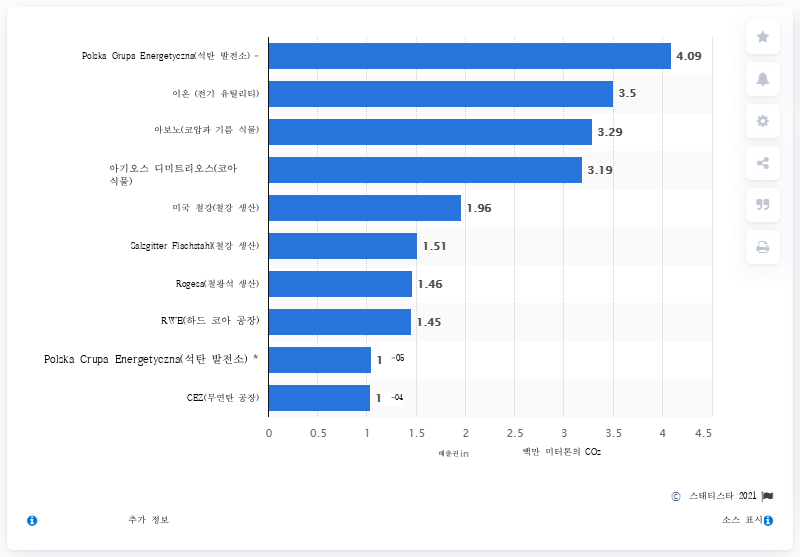 Polska Grupa Energetyczna(석탄 발전소) -
4.09
이온 (전기 유틸리티)
3.5
아보노(코암과 기름 식물)
3.29
아기오스 디미트리오스(코아
식물)
3.19
미국 철강(철강 생산)
1.96
Salzgitter Flachstahl(철강 생산)
1.51
Rogesa(철광석 생산)
1.46
RWE(하드 코아 공장)
1.45
Polska Crupa Energetyczna(석탄 발전소) *
1 -05
CEZ(무연탄 공장)
1 -04
0 0.5 1 1.5 2 2.5 3 3.5 4 4.5
배출권in 백만 미터톤의 COz
© 스태티스타 2021
추가 정보 소스 표시